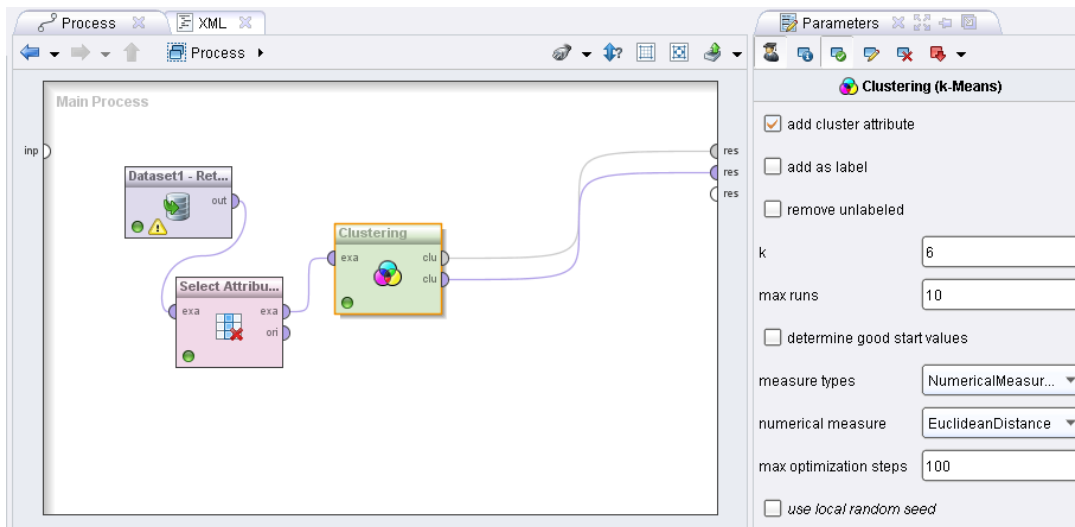 Process
XML
Process
Main Process
inp
Dataset1 - Ret...
out
Select Attribu...
exa
exa
ori
Clustering
exa
clu
clu
res
res
res
Parameters
Clustering (k-Means)
add cluster attribute
add as label
remove unlabeled
k 6
max runs 10
determine good start values
measure types NumericalMeasur...
numerical measure EuclideanDistance
max optimization steps 100
use local random seed